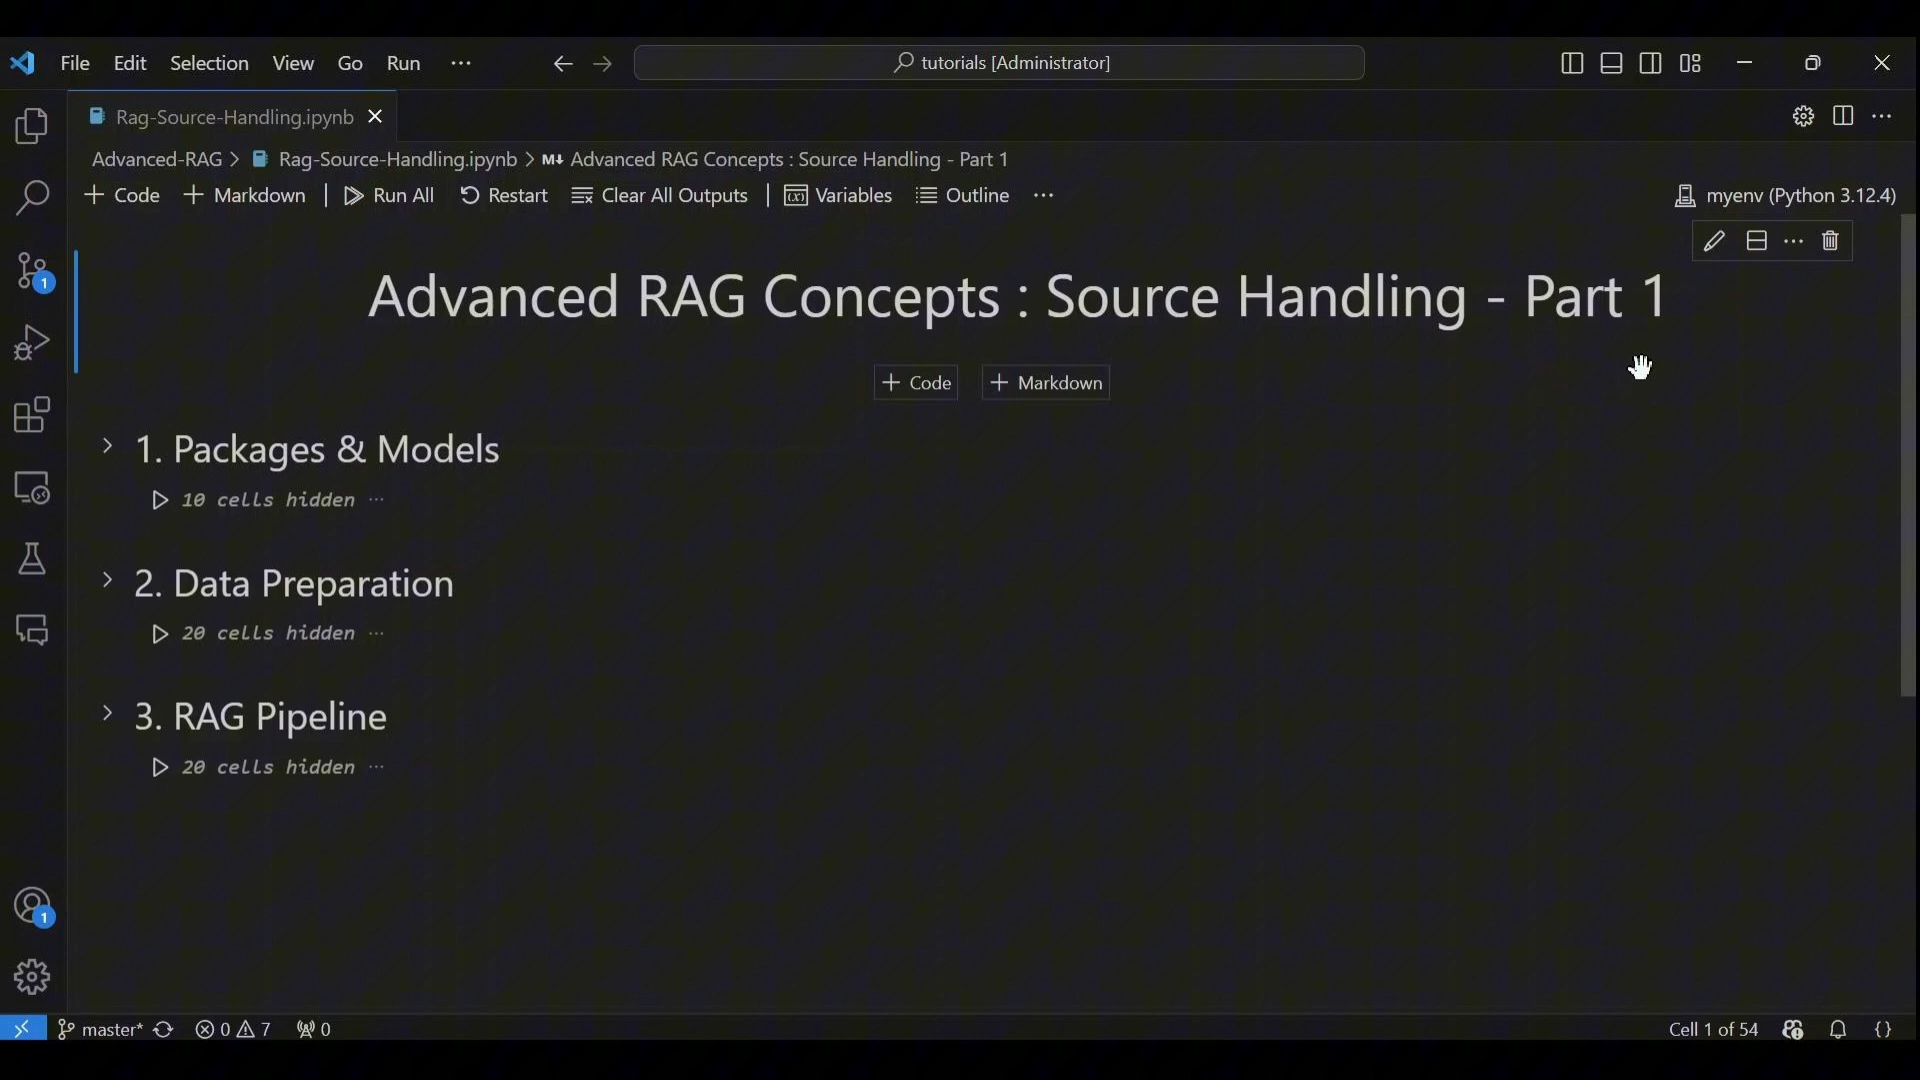 File Edit Selection View Go Run ··· tutorials [Administrator]
Rag-Source-Handling.ipynb
Advanced-RAG > Rag-Source-Handling.ipynb > M↓ Advanced RAG Concepts : Source Handling - Part 1
+ Code + Markdown | Run All Restart Clear All Outputs | Variables Outline ··· myenv (Python 3.12.4)
Advanced RAG Concepts : Source Handling - Part 1
+ Code + Markdown
1. Packages & Models
10 cells hidden ···
2. Data Preparation
20 cells hidden ···
3. RAG Pipeline
20 cells hidden ···
1
1
master* 0 7 0 Cell 1 of 54 {}